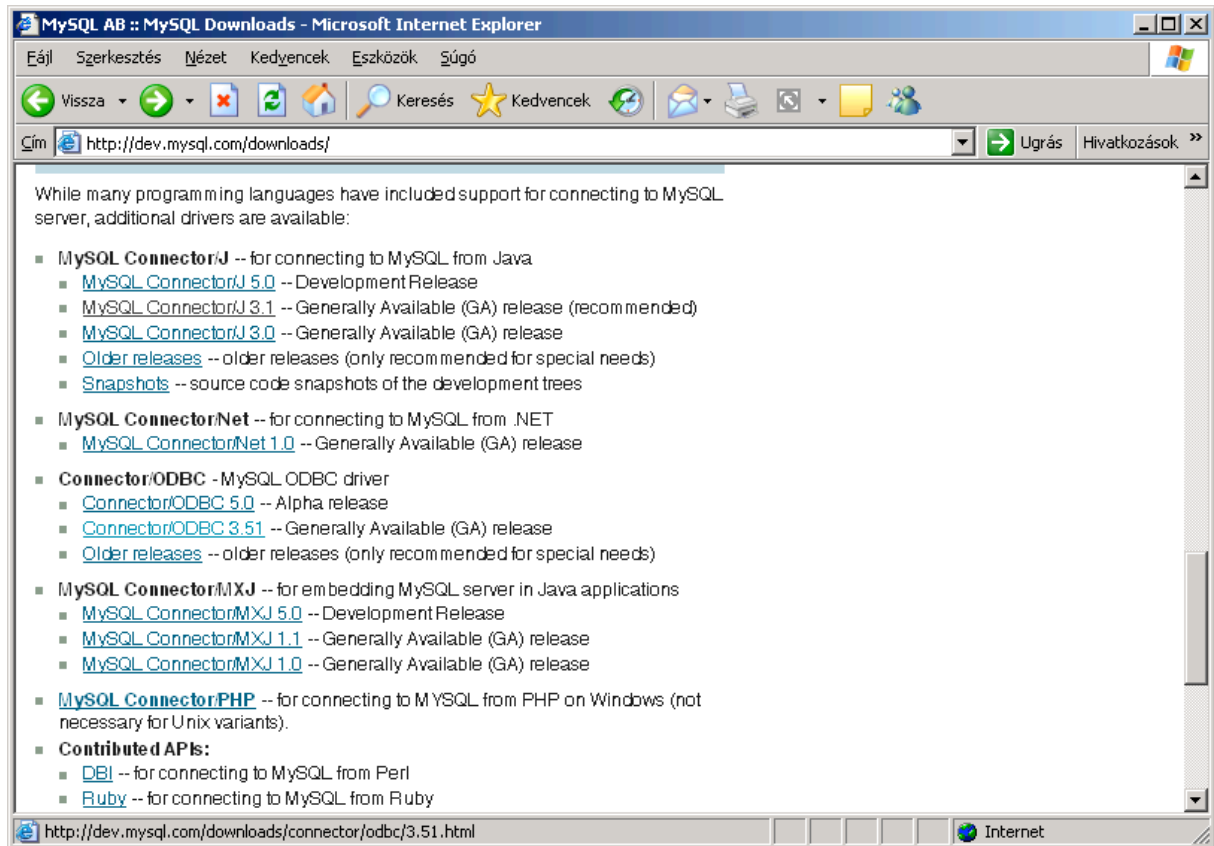 MySQL AB :: MySQL Downloads - Microsoft Internet Explorer
Fájl Szerkesztés Nézet Kedvencek Eszközök Súgó
Vissza Keresés Kedvencek
Cím http://dev.mysql.com/downloads/ Ugrás Hivatkozások »
While many programming languages have included support for connecting to MySQL
server, additional drivers are available:
MySQL Connector/J -- for connecting to MySQL from Java
MySQL Connector/J 5.0 -- Development Release
MySQL Connector/J 3.1 -- Generally Available (GA) release (recommended)
MySQL Connector/J 3.0 -- Generally Available (GA) release
Older releases -- older releases (only recommended for special needs)
Snapshots -- source code snapshots of the development trees
MySQL Connector/Net -- for connecting to MySQL from .NET
MySQL Connector/Net 1.0 -- Generally Available (GA) release
Connector/ODBC - MySQL ODBC driver
Connector/ODBC 5.0 -- Alpha release
Connector/ODBC 3.51 -- Generally Available (GA) release
Older releases -- older releases (only recommended for special needs)
MySQL Connector/MXJ -- for embedding MySQL server in Java applications
MySQL Connector/MXJ 5.0 -- Development Release
MySQL Connector/MXJ 1.1 -- Generally Available (GA) release
MySQL Connector/MXJ 1.0 -- Generally Available (GA) release
MySQL Connector/PHP -- for connecting to MYSQL from PHP on Windows (not
necessary for Unix variants).
Contributed APIs:
DBI -- for connecting to MySQL from Perl
Ruby -- for connecting to MySQL from Ruby
http://dev.mysql.com/downloads/connector/odbc/3.51.html Internet